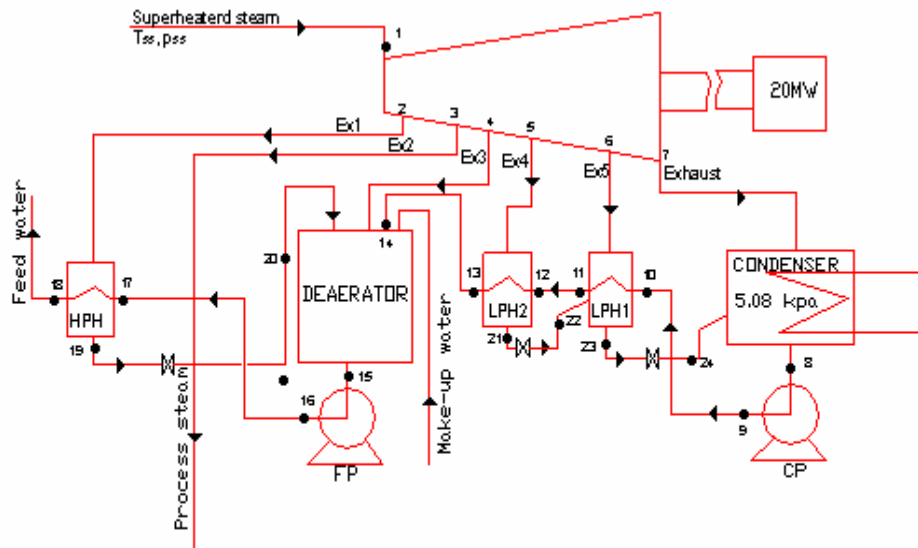 Superheaterd steam
Tss,pss
1
20MW
2
3
4
5
6
7
Ex1
Ex2
Ex3
Ex4
Ex5
Exhaust
Feed water
18
17
HPH
19
20
14
DEAERATOR
13
12
11
10
LPH2
LPH1
22
21
23
24
CONDENSER
5.08 kpa
8
9
CP
15
16
FP
Make-up water
Process steam